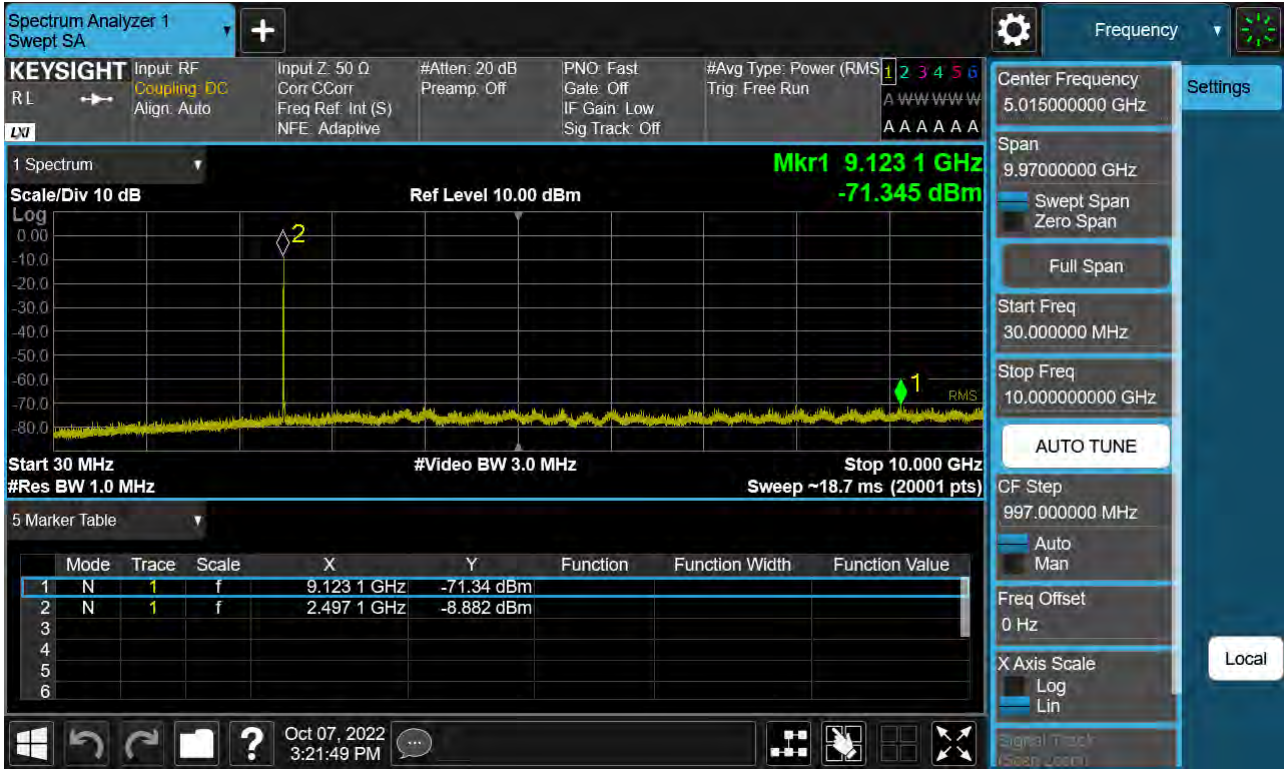 Spectrum Analyzer 1
Swept SA
+
Frequency
KEYSIGHT
RL
LXI
Input: RF
Coupling: DC
Align: Auto
Input Z: 50 Ω
Corr CCorr
Freq Ref: Int (S)
NFE: Adaptive
#Atten: 20 dB
Preamp: Off
PNO: Fast
Gate: Off
IF Gain: Low
Sig Track: Off
#Avg Type: Power (RMS
Trig: Free Run
1 2 3 4 5 6
A W W W W W
A A A A A A
1 Spectrum
Mkr1 9.123 1 GHz
-71.345 dBm
Scale/Div 10 dB
Ref Level 10.00 dBm
Log
0.00
-10.0
-20.0
-30.0
-40.0
-50.0
-60.0
-70.0
-80.0
2
1
RMS
Start 30 MHz
#Video BW 3.0 MHz
Stop 10.000 GHz
#Res BW 1.0 MHz
Sweep ~18.7 ms (20001 pts)
5 Marker Table
Mode Trace Scale X Y Function Function Width Function Value
1 N 1 f 9.123 1 GHz -71.34 dBm
2 N 1 f 2.497 1 GHz -8.882 dBm
3
4
5
6
?
Oct 07, 2022
3:21:49 PM
Center Frequency
5.015000000 GHz
Span
9.97000000 GHz
Swept Span
Zero Span
Full Span
Start Freq
30.000000 MHz
Stop Freq
10.000000000 GHz
AUTO TUNE
CF Step
997.000000 MHz
Auto
Man
Freq Offset
0 Hz
X Axis Scale
Log
Lin
Signal Track
(Span Zoom)
Settings
Local